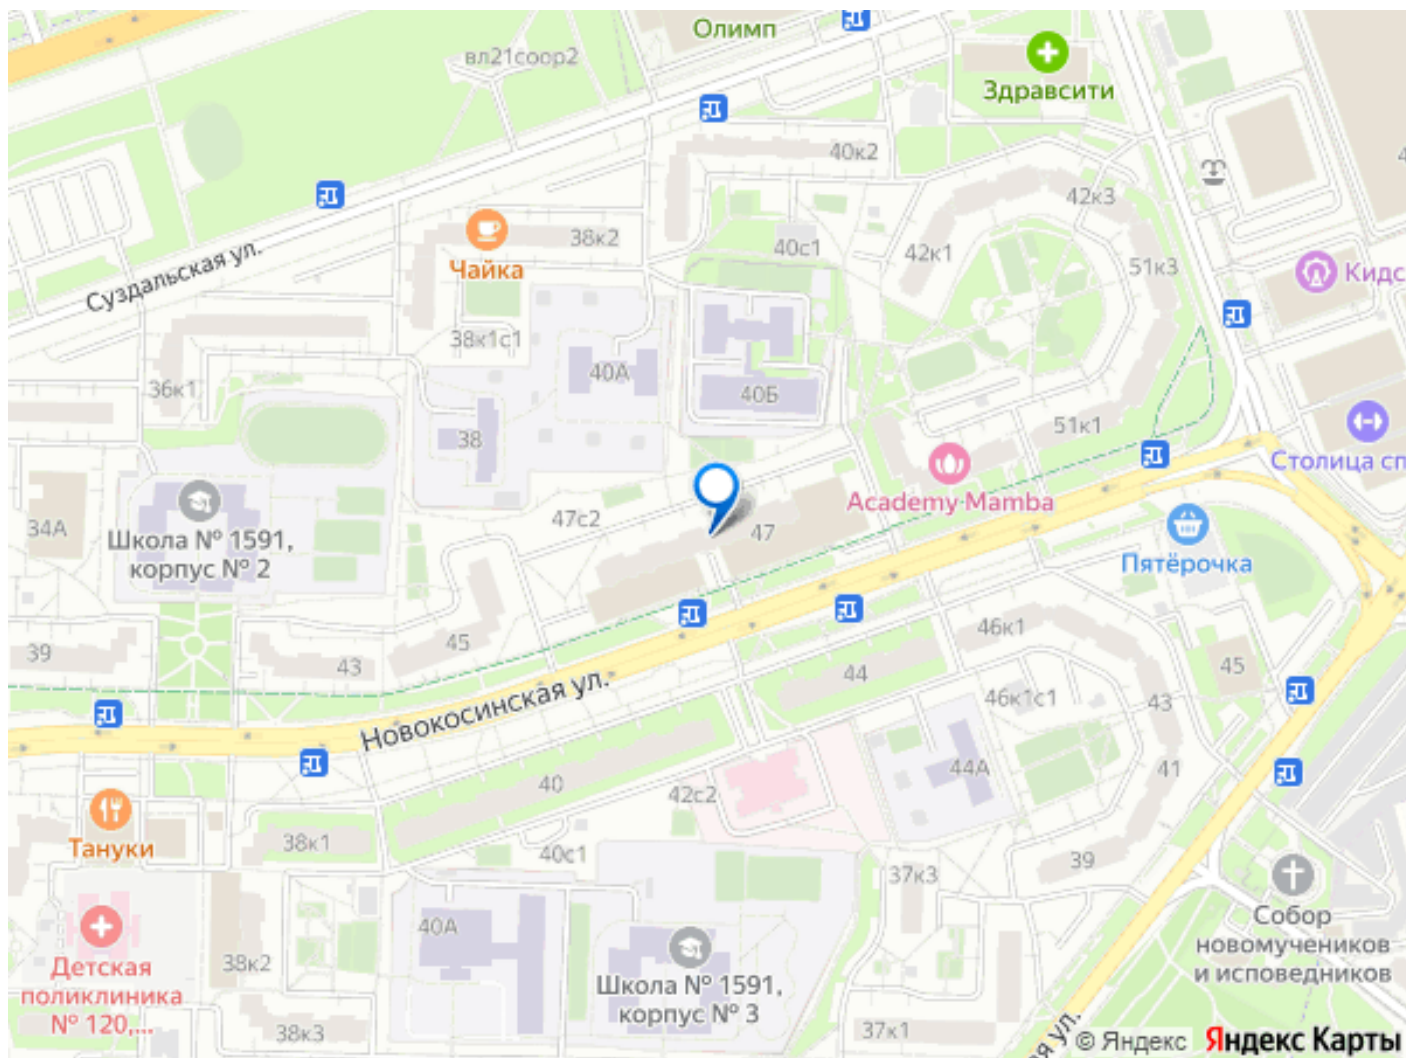 Олимп
вл21соор2
Здравсити
40к2
42к3
38к2
40с1
42к1
51к3
Чайка
Кидс
Суздальская ул.
38к1с1
40А
36к1
40Б
38
51к1
Столица сп
Academy Mamba
34А
Школа № 1591,
корпус № 2
47с2
47
Пятёрочка
39
43
45
46к1
45
44
46к1с1
43
Новокосинская ул.
44А
41
40
42с2
Тануки
38к1
40с1
39
37к3
40А
Собор
новомучеников
и исповедников
Детская
поликлиника
№ 120,...
38к2
Школа № 1591,
корпус № 3
38к3
37к1
ая ул.
© Яндекс Яндекс Карты